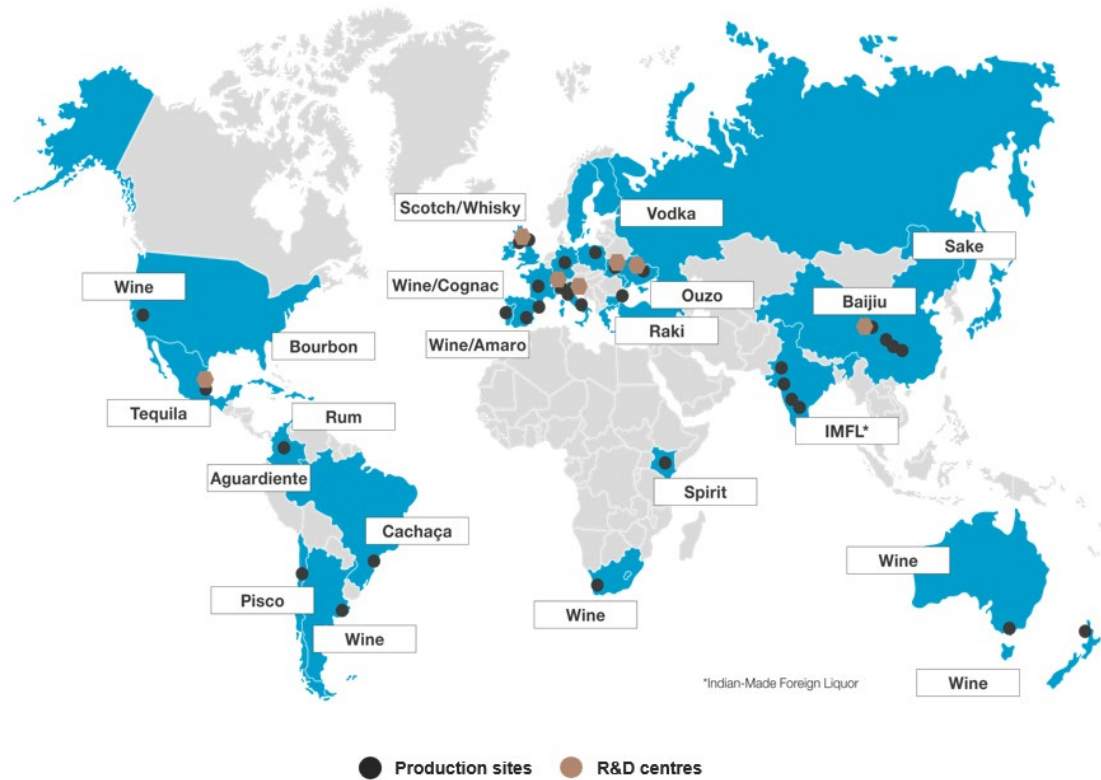 Scotch/Whisky
Vodka
Sake
Wine
Wine/Cognac
Ouzo
Baijiu
Bourbon
Wine/Amaro
Raki
Tequila
Rum
IMFL*
Aguardiente
Spirit
Cachaça
Wine
Pisco
Wine
Wine
*Indian-Made Foreign Liquor
Wine
Production sites
R&D centres